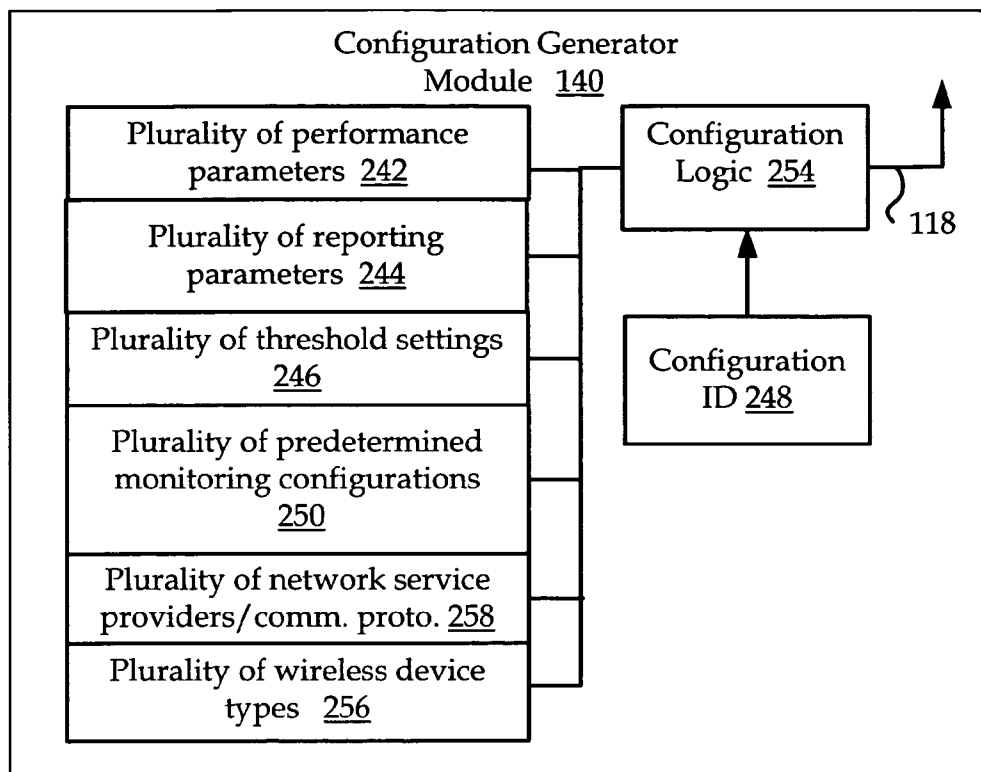 Configuration Generator
Module 140
Plurality of performance
parameters 242
Plurality of reporting
parameters 244
Plurality of threshold settings
246
Plurality of predetermined
monitoring configurations
250
Plurality of network service
providers/comm. proto. 258
Plurality of wireless device
types 256
Configuration
Logic 254
118
Configuration
ID 248